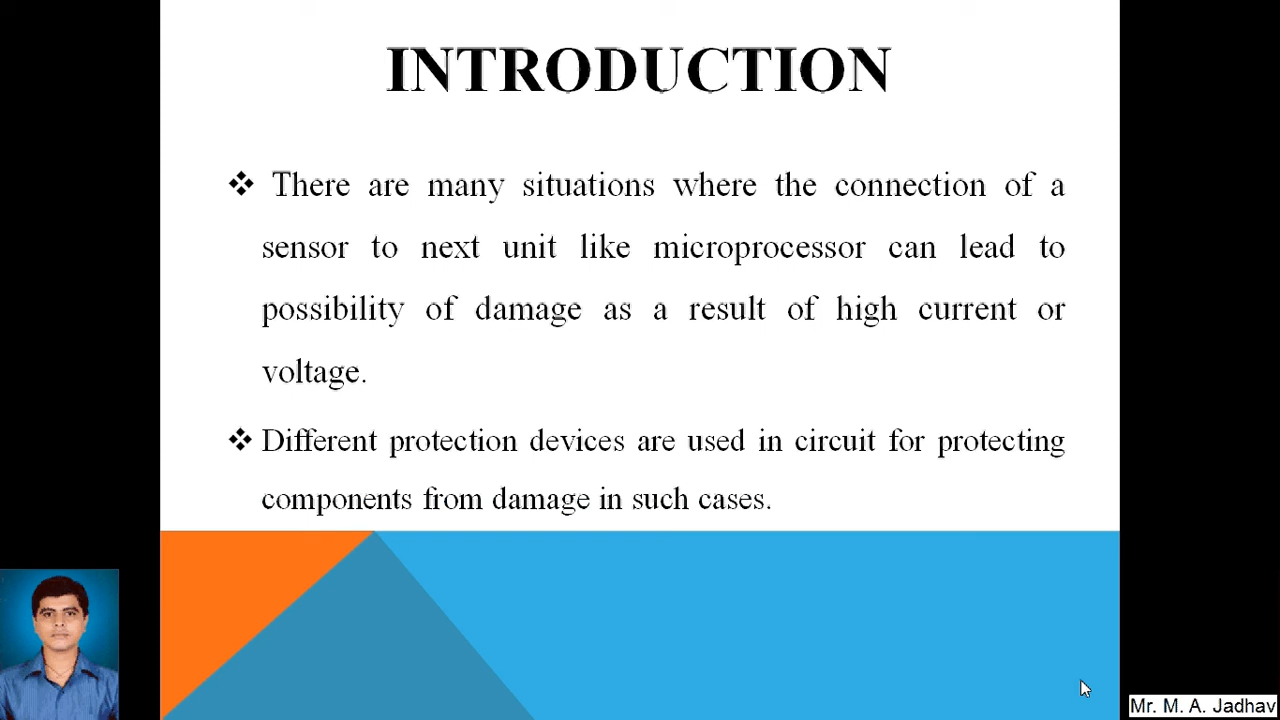 INTRODUCTION
❖ There are many situations where the connection of a
sensor to next unit like microprocessor can lead to
possibility of damage as a result of high current or
voltage.
❖ Different protection devices are used in circuit for protecting
components from damage in such cases.
Mr. M. A. Jadhav